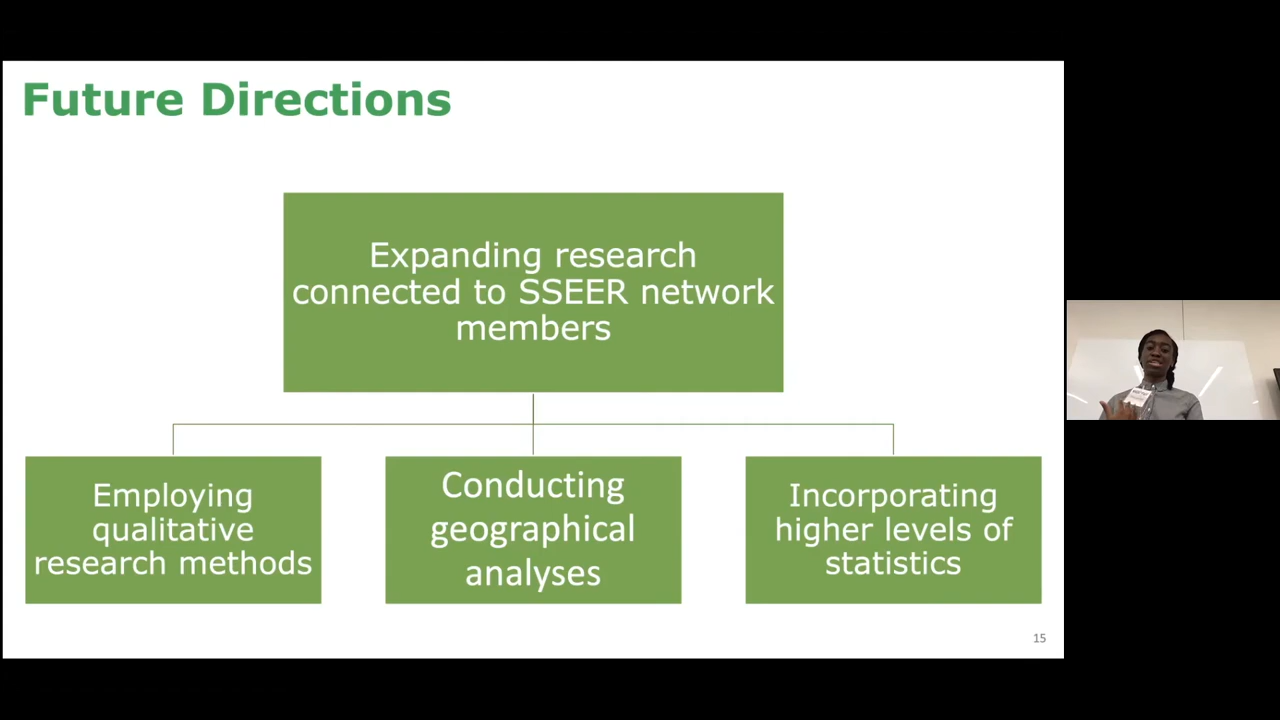 Future Directions
Expanding research
connected to SSEER network
members
Employing
qualitative
research methods
Conducting
geographical
analyses
Incorporating
higher levels of
statistics
15